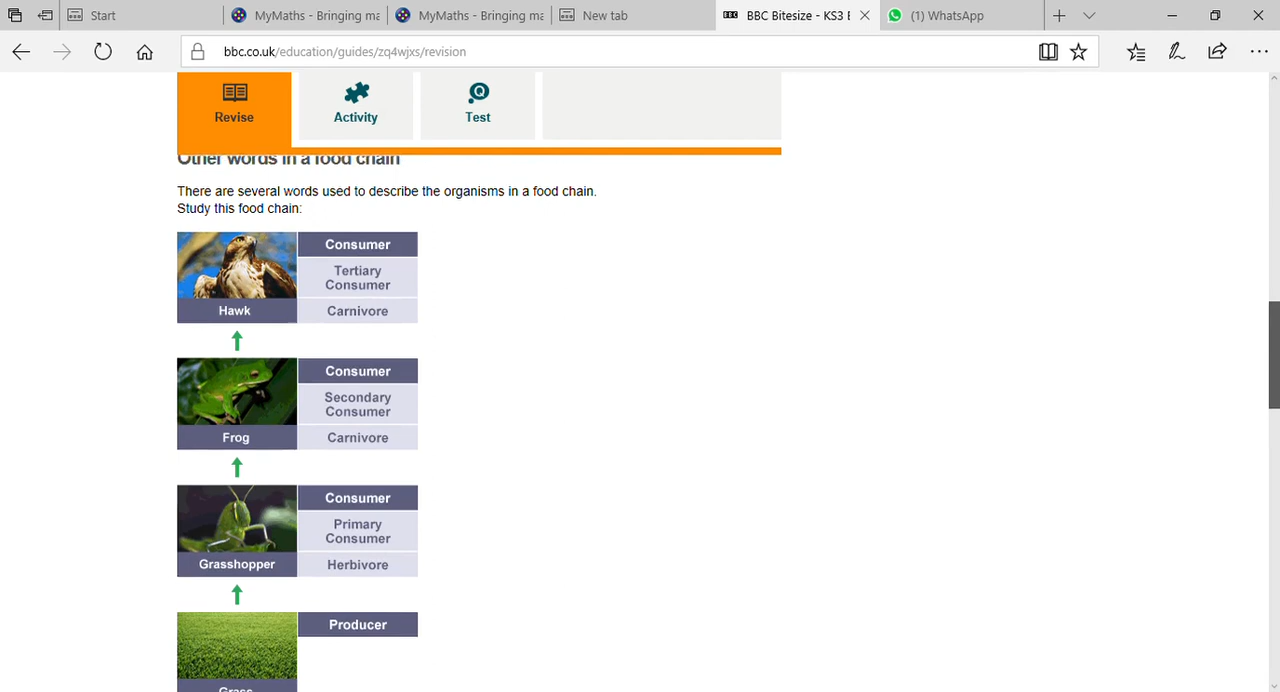 Start
MyMaths - Bringing ma
MyMaths - Bringing ma
New tab
BBC Bitesize - KS3 B
(1) WhatsApp
bbc.co.uk/education/guides/zq4wjxs/revision
Revise
Activity
Test
Other words in a food chain
There are several words used to describe the organisms in a food chain.
Study this food chain:
Consumer
Tertiary
Consumer
Hawk
Carnivore
Consumer
Secondary
Consumer
Frog
Carnivore
Consumer
Primary
Consumer
Grasshopper
Herbivore
Producer
Grass